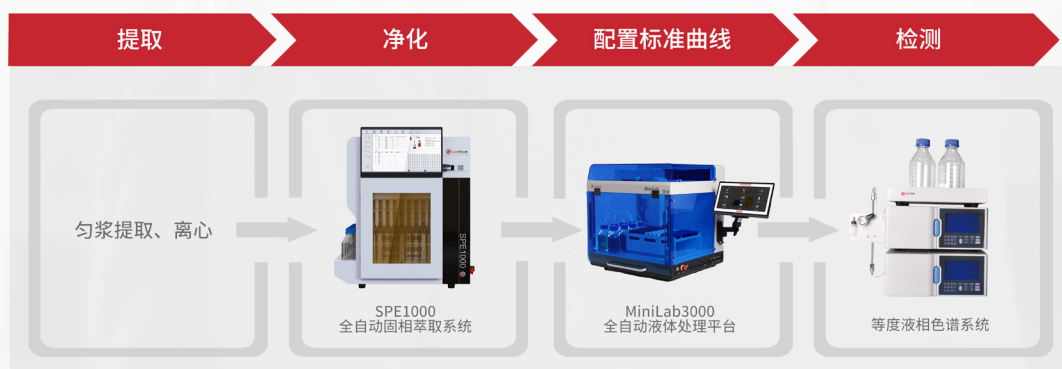 提取
净化
配置标准曲线
检测
匀浆提取、离心
SPE1000
SPE1000
全自动固相萃取系统
MiniLab
MiniLab3000
全自动液体处理平台
等度液相色谱系统